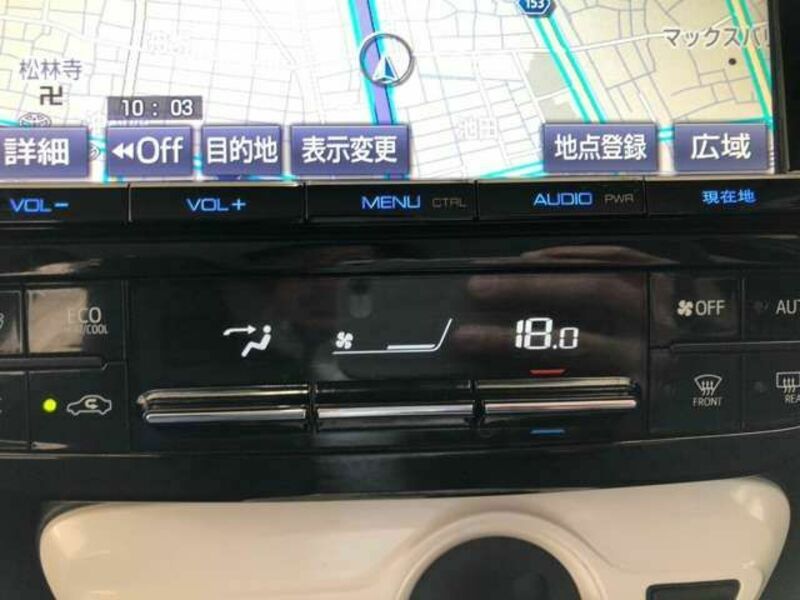 153
マックスバリ
松林寺
10:03
池田
詳細
◀◀Off
目的地
表示変更
地点登録
広域
VOL−
VOL+
MENU CTRL
AUDIO PWR
現在地
ECO
HEAT/COOL
18.0
OFF
AUT
FRONT
REA